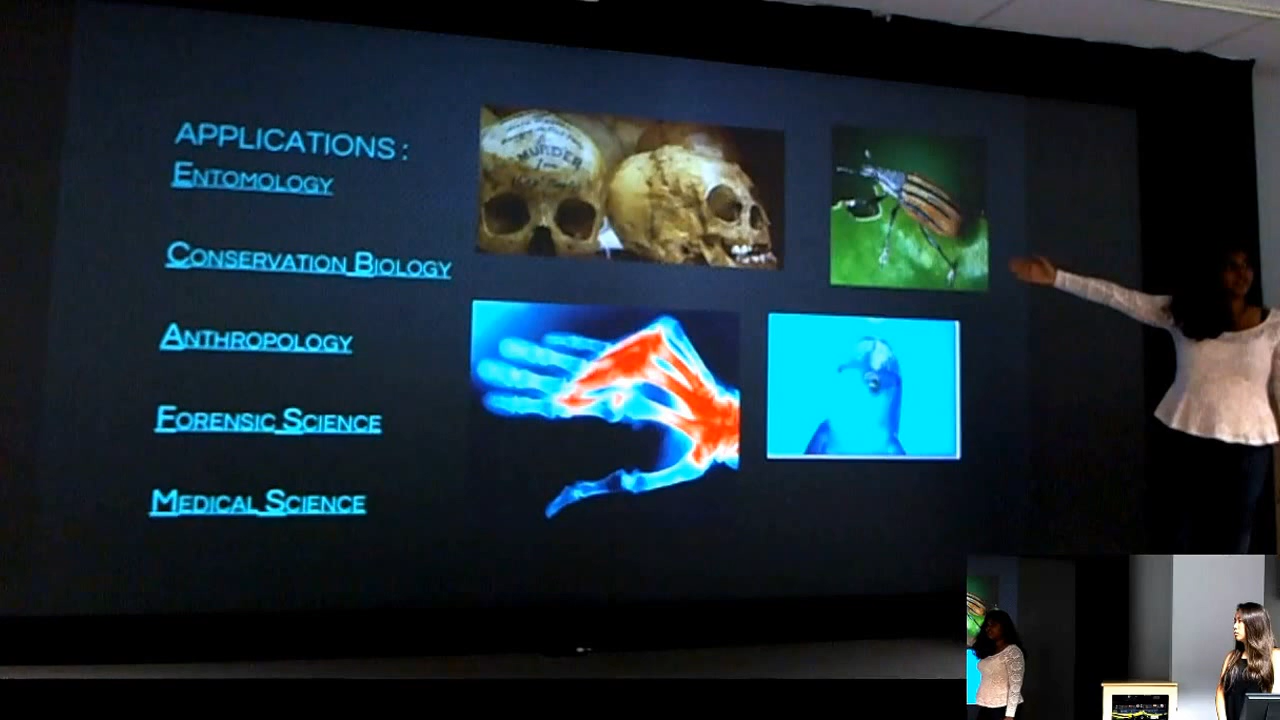 APPLICATIONS :
ENTOMOLOGY
CONSERVATION BIOLOGY
ANTHROPOLOGY
FORENSIC SCIENCE
MEDICAL SCIENCE
MURDER